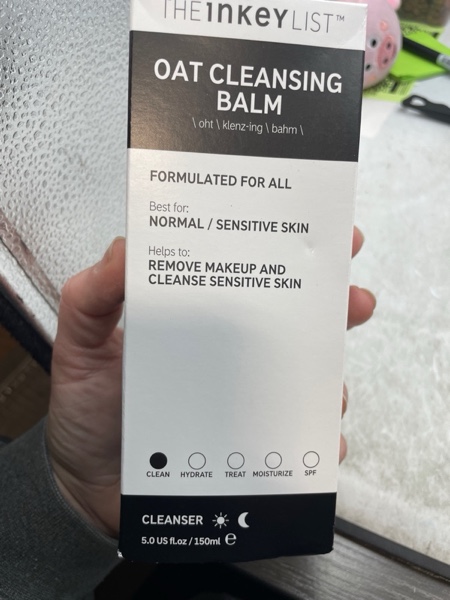 THE INKEY LIST™
OAT CLEANSING
BALM
\ oht \ klenz-ing \ bahm \
FORMULATED FOR ALL
Best for:
NORMAL / SENSITIVE SKIN
Helps to:
REMOVE MAKEUP AND
CLEANSE SENSITIVE SKIN
CLEAN HYDRATE TREAT MOISTURIZE SPF
CLEANSER
5.0 US fl.oz / 150ml ℮